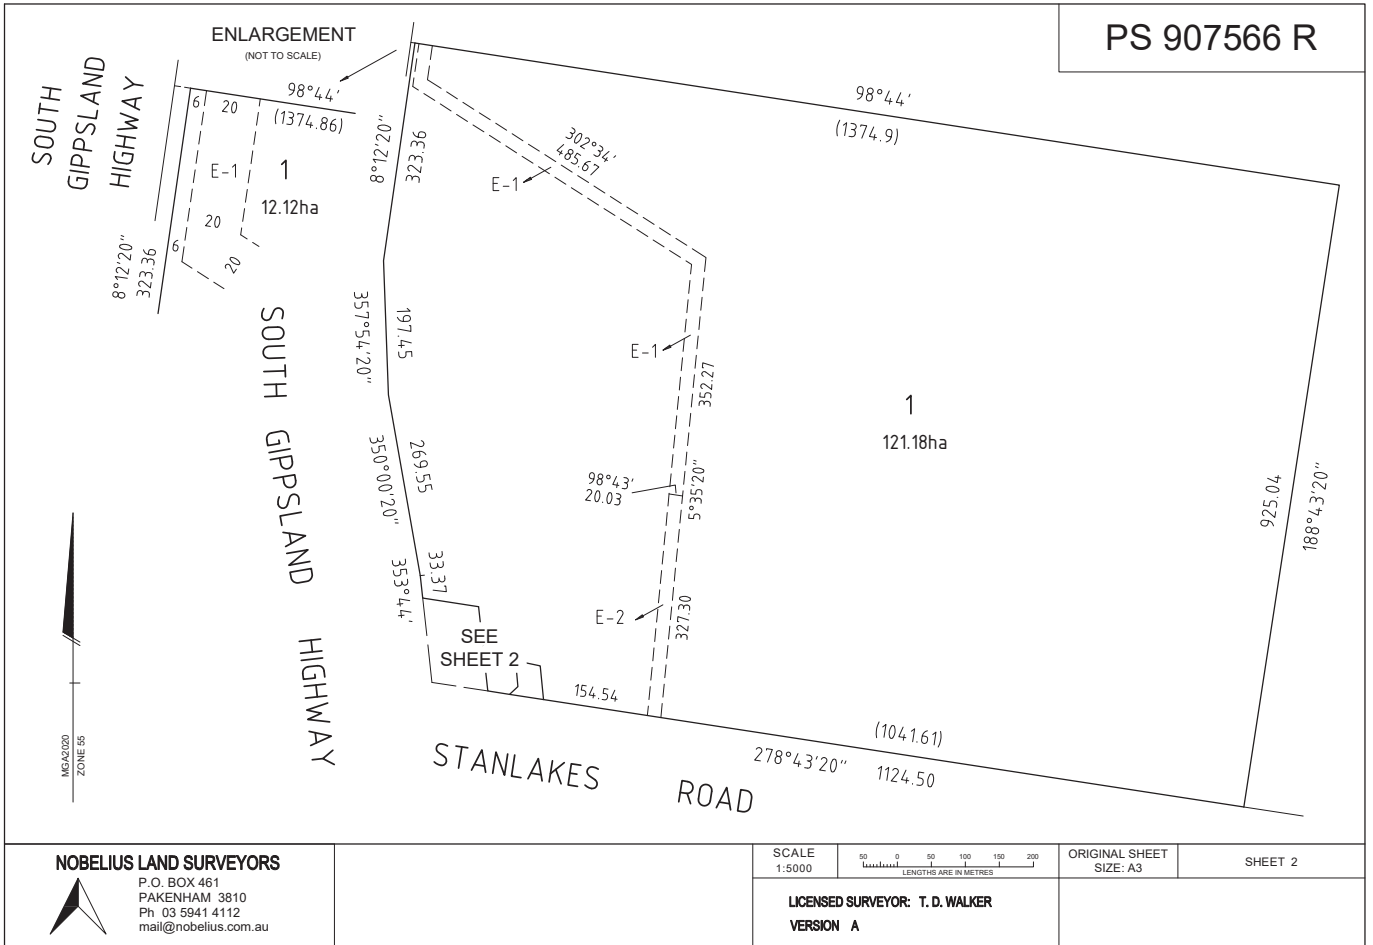 PS 907566 R
ENLARGEMENT
(NOT TO SCALE)
SOUTH
GIPPSLAND
HIGHWAY
98°44'
(1374.86)
6
20
E-1
1
12.12ha
20
6
20
8°12'20"
323.36
8°12'20"
323.36
98°44'
(1374.9)
302°34'
485.67
E-1
357°54'20"
197.45
E-1
352.27
1
121.18ha
350°00'20"
269.55
98°43'
20.03
5°35'20"
925.04
188°43'20"
353°44'
33.37
E-2
327.30
SEE
SHEET 2
154.54
(1041.61)
278°43'20" 1124.50
SOUTH GIPPSLAND HIGHWAY
STANLAKES ROAD
MGA2020
ZONE 55
NOBELIUS LAND SURVEYORS
P.O. BOX 461
PAKENHAM 3810
Ph 03 5941 4112
mail@nobelius.com.au
SCALE
1:5000
50 0 50 100 150 200
LENGTHS ARE IN METRES
ORIGINAL SHEET
SIZE: A3
SHEET 2
LICENSED SURVEYOR: T. D. WALKER
VERSION A